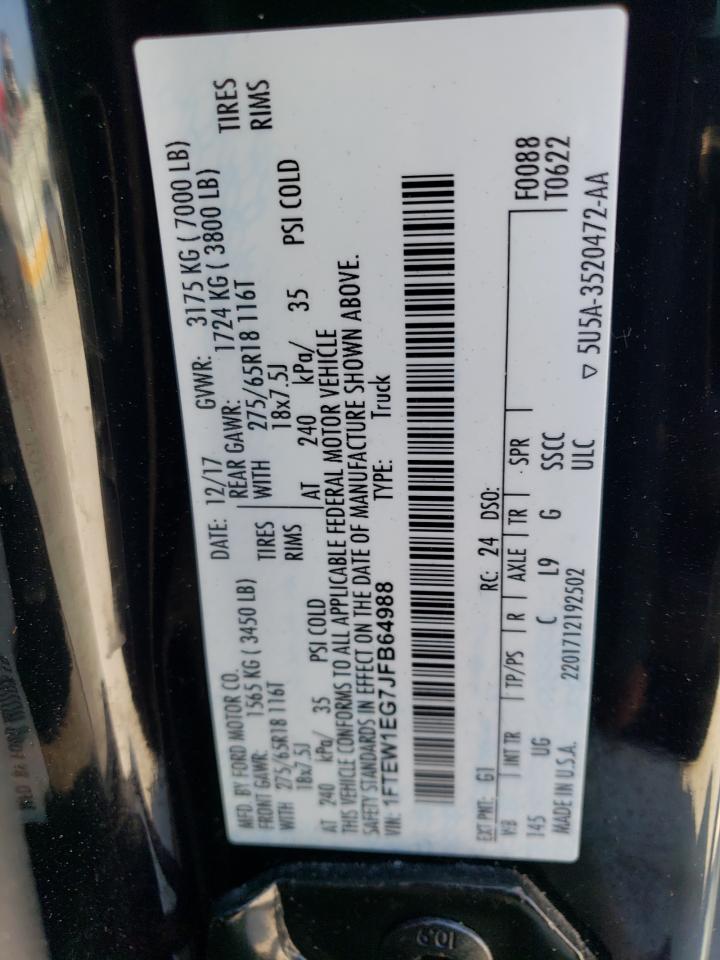 MFD. BY FORD MOTOR CO.
DATE: 12/17 GVWR: 3175 KG ( 7000 LB)
FRONT GAWR: 1565 KG ( 3450 LB) REAR GAWR: 1724 KG ( 3800 LB)
WITH 275/65R18 116T TIRES WITH 275/65R18 116T TIRES
18x7.5J RIMS 18x7.5J RIMS
AT 240 kPa/ 35 PSI COLD AT 240 kPa/ 35 PSI COLD
THIS VEHICLE CONFORMS TO ALL APPLICABLE FEDERAL MOTOR VEHICLE
SAFETY STANDARDS IN EFFECT ON THE DATE OF MANUFACTURE SHOWN ABOVE.
VIN: 1FTEW1EG7JFB64988 TYPE: Truck
EXT PNT: G1 RC: 24 DSO: F0088
WB INT TR TP/PS R AXLE TR SPR T0622
145 UG C L9 G SSCC
2201712192502 ULC
MADE IN U.S.A. ▽ 5U5A-3520472-AA
10.9